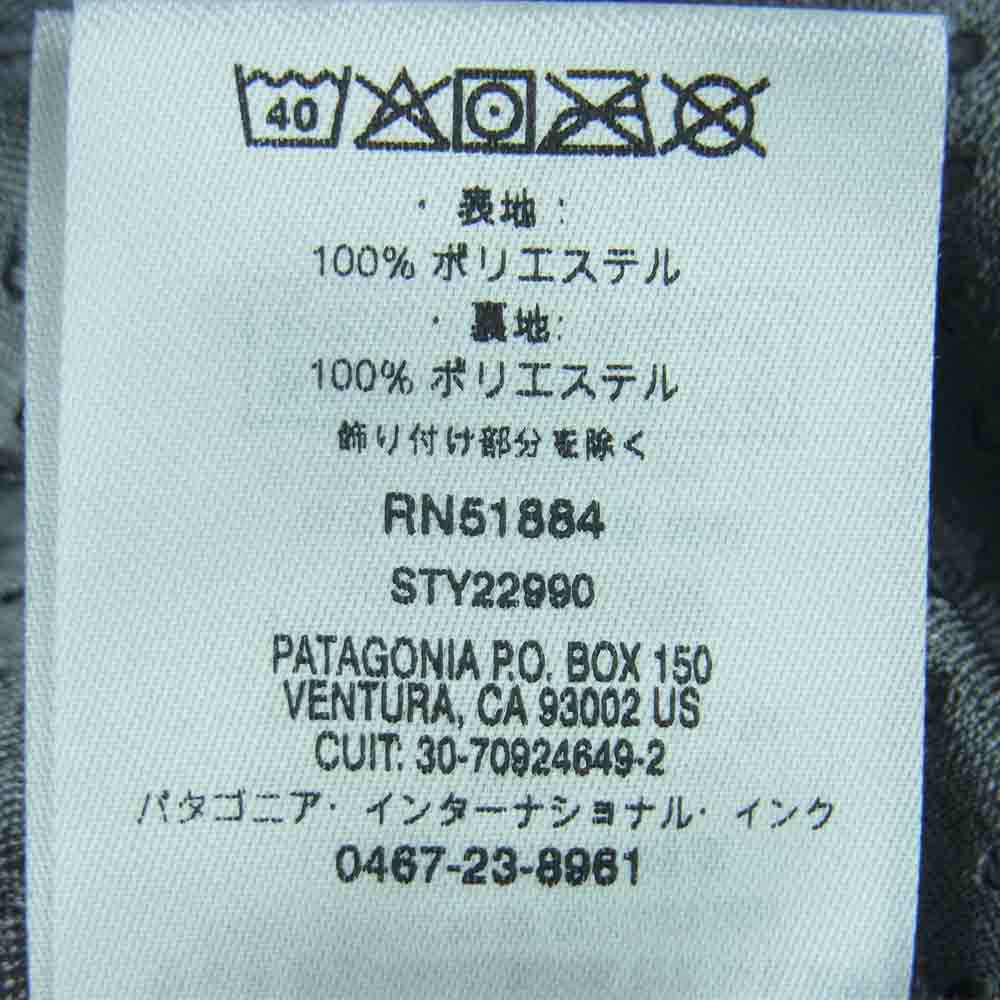 40
・表地:
100% ポリエステル
・裏地:
100% ポリエステル
飾り付け部分を除く
RN51884
STY22990
PATAGONIA P.O. BOX 150
VENTURA, CA 93002 US
CUIT: 30-70924649-2
パタゴニア・インターナショナル・インク
0467-23-8961